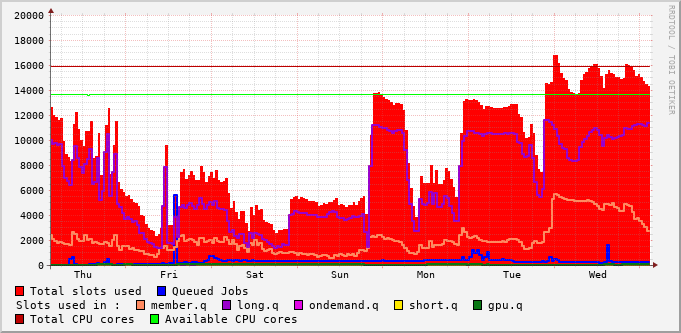 RRDTOOL / TOBI OETIKER
20000
18000
16000
14000
12000
10000
8000
6000
4000
2000
0
Thu Fri Sat Sun Mon Tue Wed
Total slots used Queued Jobs
Slots used in : member.q long.q ondemand.q short.q gpu.q
Total CPU cores Available CPU cores